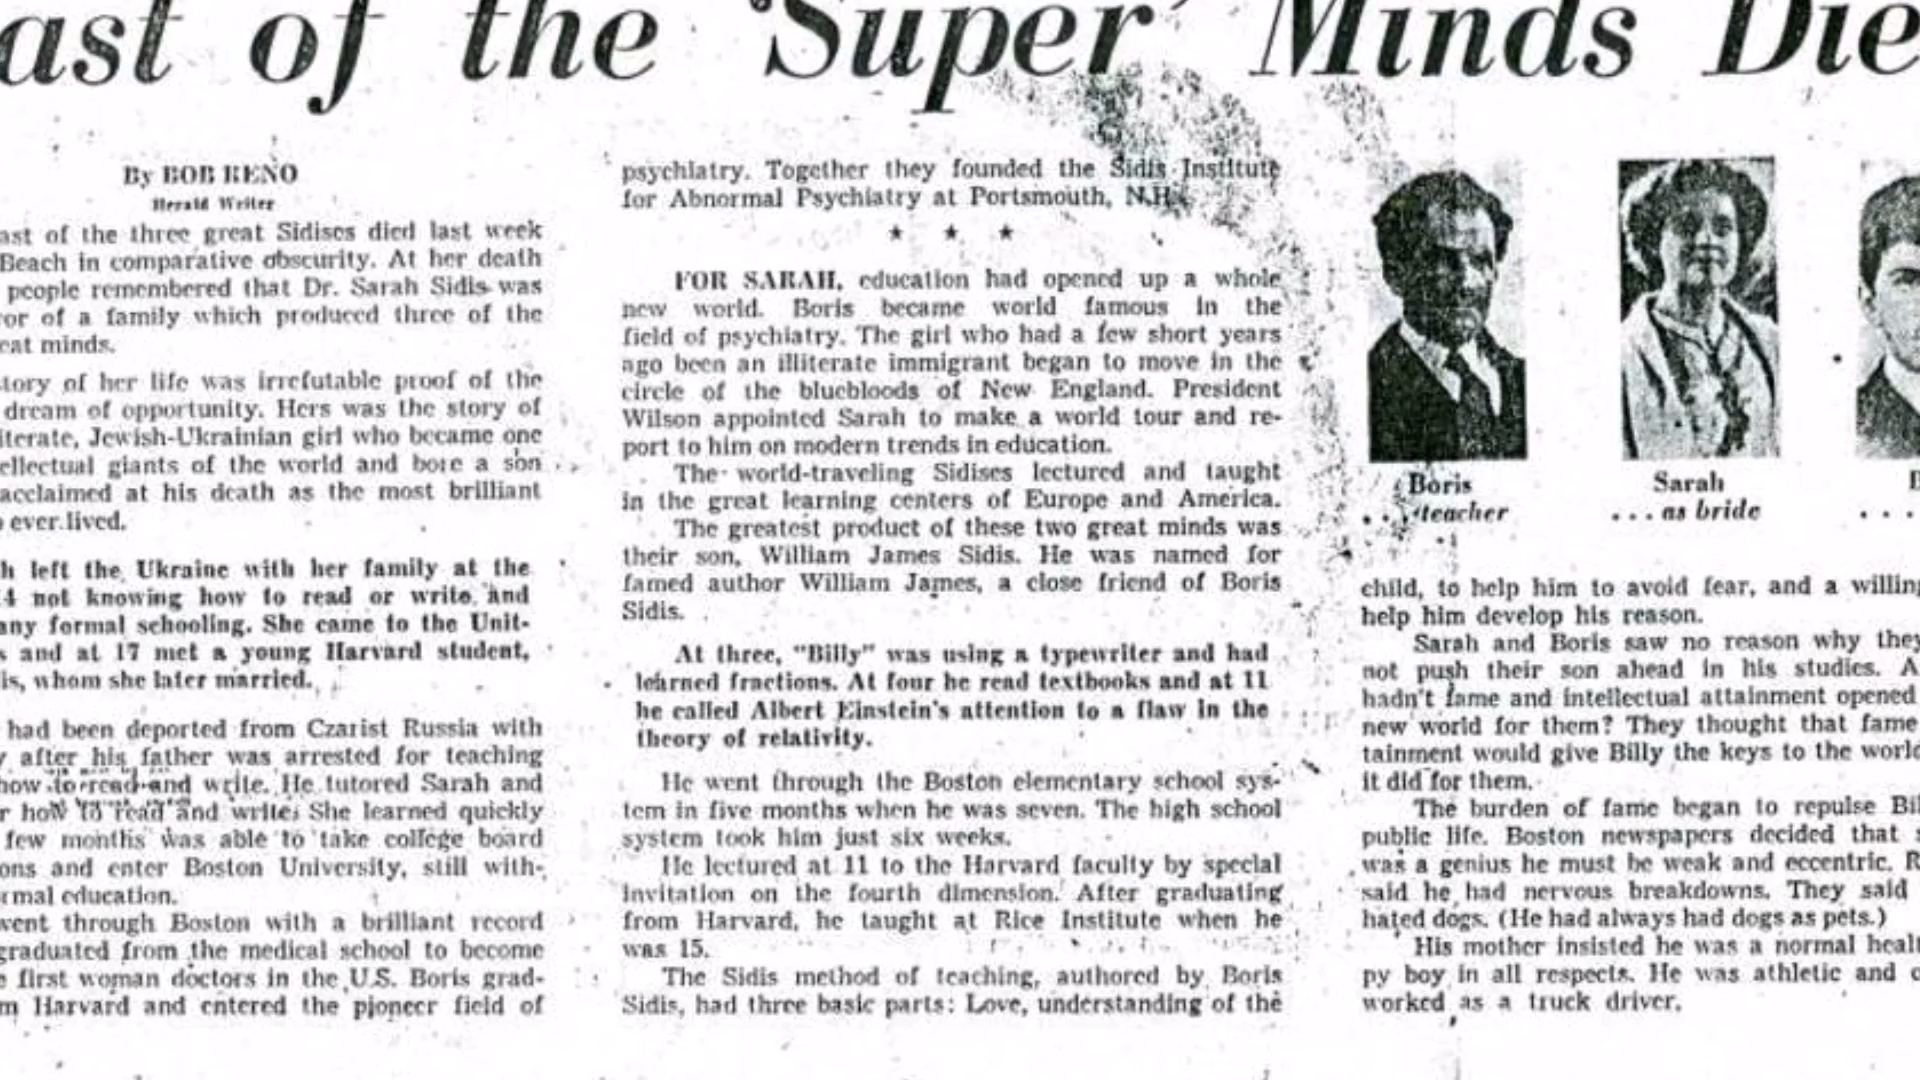 ast of the 'Super' Minds Die
By BOB RENO
Herald Writer
ast of the three great Sidises died last week
Beach in comparative obscurity. At her death
people remembered that Dr. Sarah Sidis was
or of a family which produced three of the
eat minds.
tory of her life was irrefutable proof of the
dream of opportunity. Hers was the story of
iterate, Jewish-Ukrainian girl who became one
ellectual giants of the world and bore a son
acclaimed at his death as the most brilliant
ever lived.
h left the Ukraine with her family at the
4 not knowing how to read or write and
any formal schooling. She came to the Unit-
s and at 17 met a young Harvard student,
is, whom she later married.
had been deported from Czarist Russia with
y after his father was arrested for teaching
how to read and write. He tutored Sarah and
r how to read and write. She learned quickly
few months was able to take college board
ons and enter Boston University, still with-
rmal education.
went through Boston with a brilliant record
graduated from the medical school to become
e first woman doctors in the U.S. Boris grad-
m Harvard and entered the pioneer field of
psychiatry. Together they founded the Sidis Institute
for Abnormal Psychiatry at Portsmouth, N.H.
* * *
FOR SARAH, education had opened up a whole
new world. Boris became world famous in the
field of psychiatry. The girl who had a few short years
ago been an illiterate immigrant began to move in the
circle of the bluebloods of New England. President
Wilson appointed Sarah to make a world tour and re-
port to him on modern trends in education.
The world-traveling Sidises lectured and taught
in the great learning centers of Europe and America.
The greatest product of these two great minds was
their son, William James Sidis. He was named for
famed author William James, a close friend of Boris
Sidis.
At three, "Billy" was using a typewriter and had
learned fractions. At four he read textbooks and at 11
he called Albert Einstein's attention to a flaw in the
theory of relativity.
He went through the Boston elementary school sys-
tem in five months when he was seven. The high school
system took him just six weeks.
He lectured at 11 to the Harvard faculty by special
invitation on the fourth dimension. After graduating
from Harvard, he taught at Rice Institute when he
was 15.
The Sidis method of teaching, authored by Boris
Sidis, had three basic parts: Love, understanding of the
Boris
... teacher
Sarah
... as bride
...
child, to help him to avoid fear, and a willing
help him develop his reason.
Sarah and Boris saw no reason why they
not push their son ahead in his studies. A
hadn't fame and intellectual attainment opened
new world for them? They thought that fame
tainment would give Billy the keys to the world
it did for them.
The burden of fame began to repulse Bil
public life. Boston newspapers decided that s
was a genius he must be weak and eccentric. R
said he had nervous breakdowns. They said
hated dogs. (He had always had dogs as pets.)
His mother insisted he was a normal healt
py boy in all respects. He was athletic and c
worked as a truck driver.